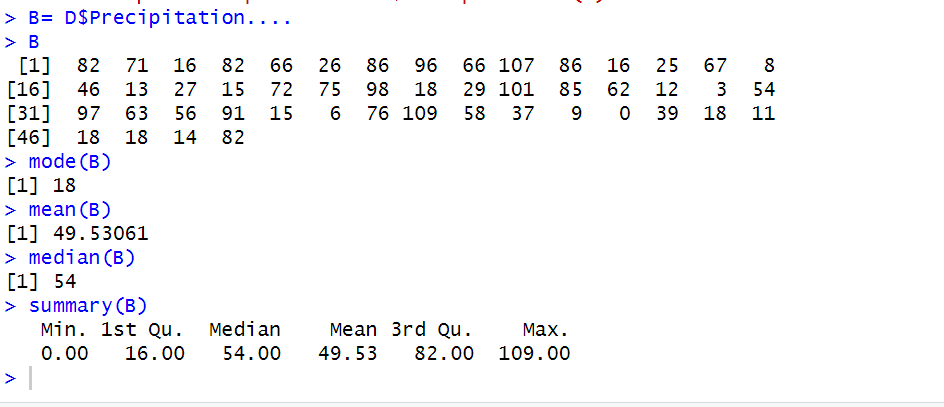 > B= D$Precipitation....
> B
[1] 82 71 16 82 66 26 86 96 66 107 86 16 25 67 8
[16] 46 13 27 15 72 75 98 18 29 101 85 62 12 3 54
[31] 97 63 56 91 15 6 76 109 58 37 9 0 39 18 11
[46] 18 18 14 82
> mode(B)
[1] 18
> mean(B)
[1] 49.53061
> median(B)
[1] 54
> summary(B)
Min. 1st Qu. Median Mean 3rd Qu. Max.
0.00 16.00 54.00 49.53 82.00 109.00
>